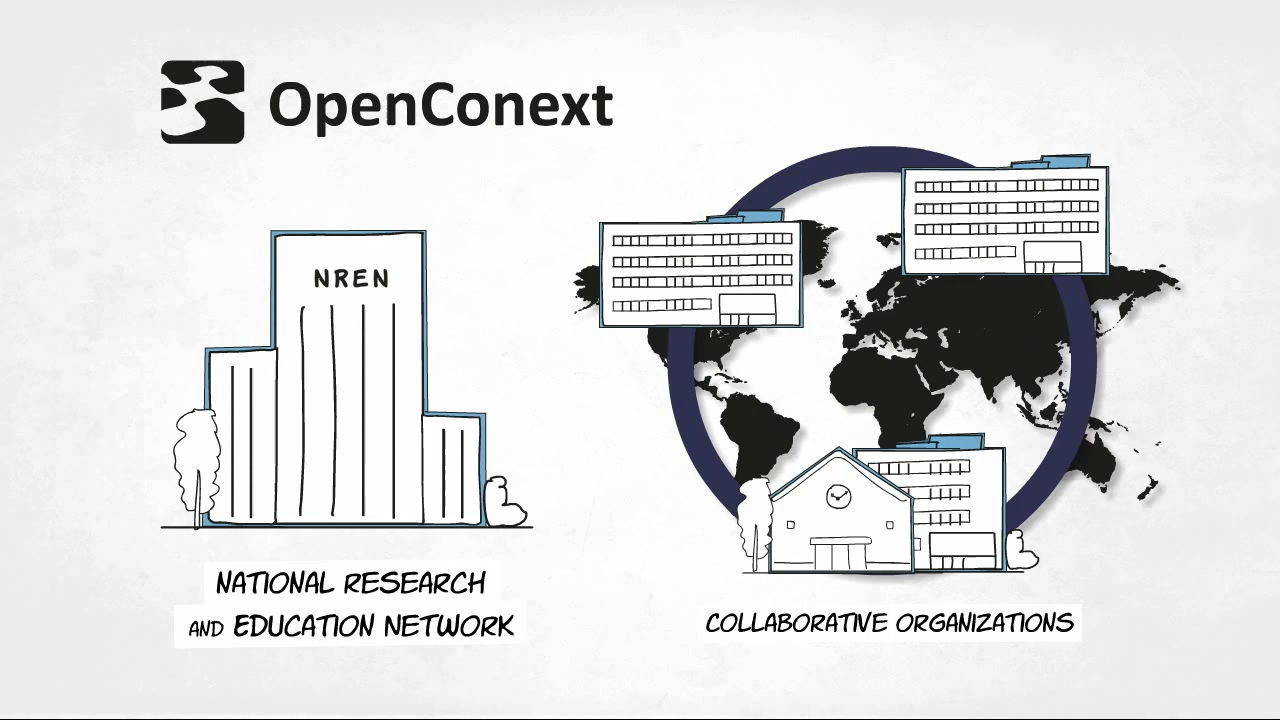 OpenConext
NREN
NATIONAL RESEARCH
AND EDUCATION NETWORK
COLLABORATIVE ORGANIZATIONS